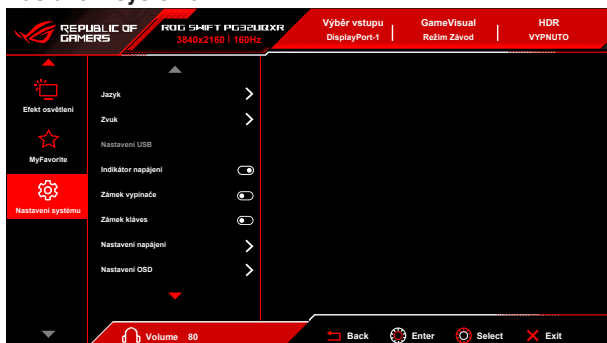 REPUBLIC OF
GAMERS
ROG SWIFT PG32UQXR
3840x2160 | 160Hz
Výběr vstupu
DisplayPort-1
GameVisual
Režim Závod
HDR
VYPNUTO
Efekt osvětlení
MyFavorite
Nastavení systému
Jazyk
Zvuk
Nastavení USB
Indikátor napájení
Zámek vypínače
Zámek kláves
Nastavení napájení
Nastavení OSD
Volume 80
Back
Enter
Select
Exit